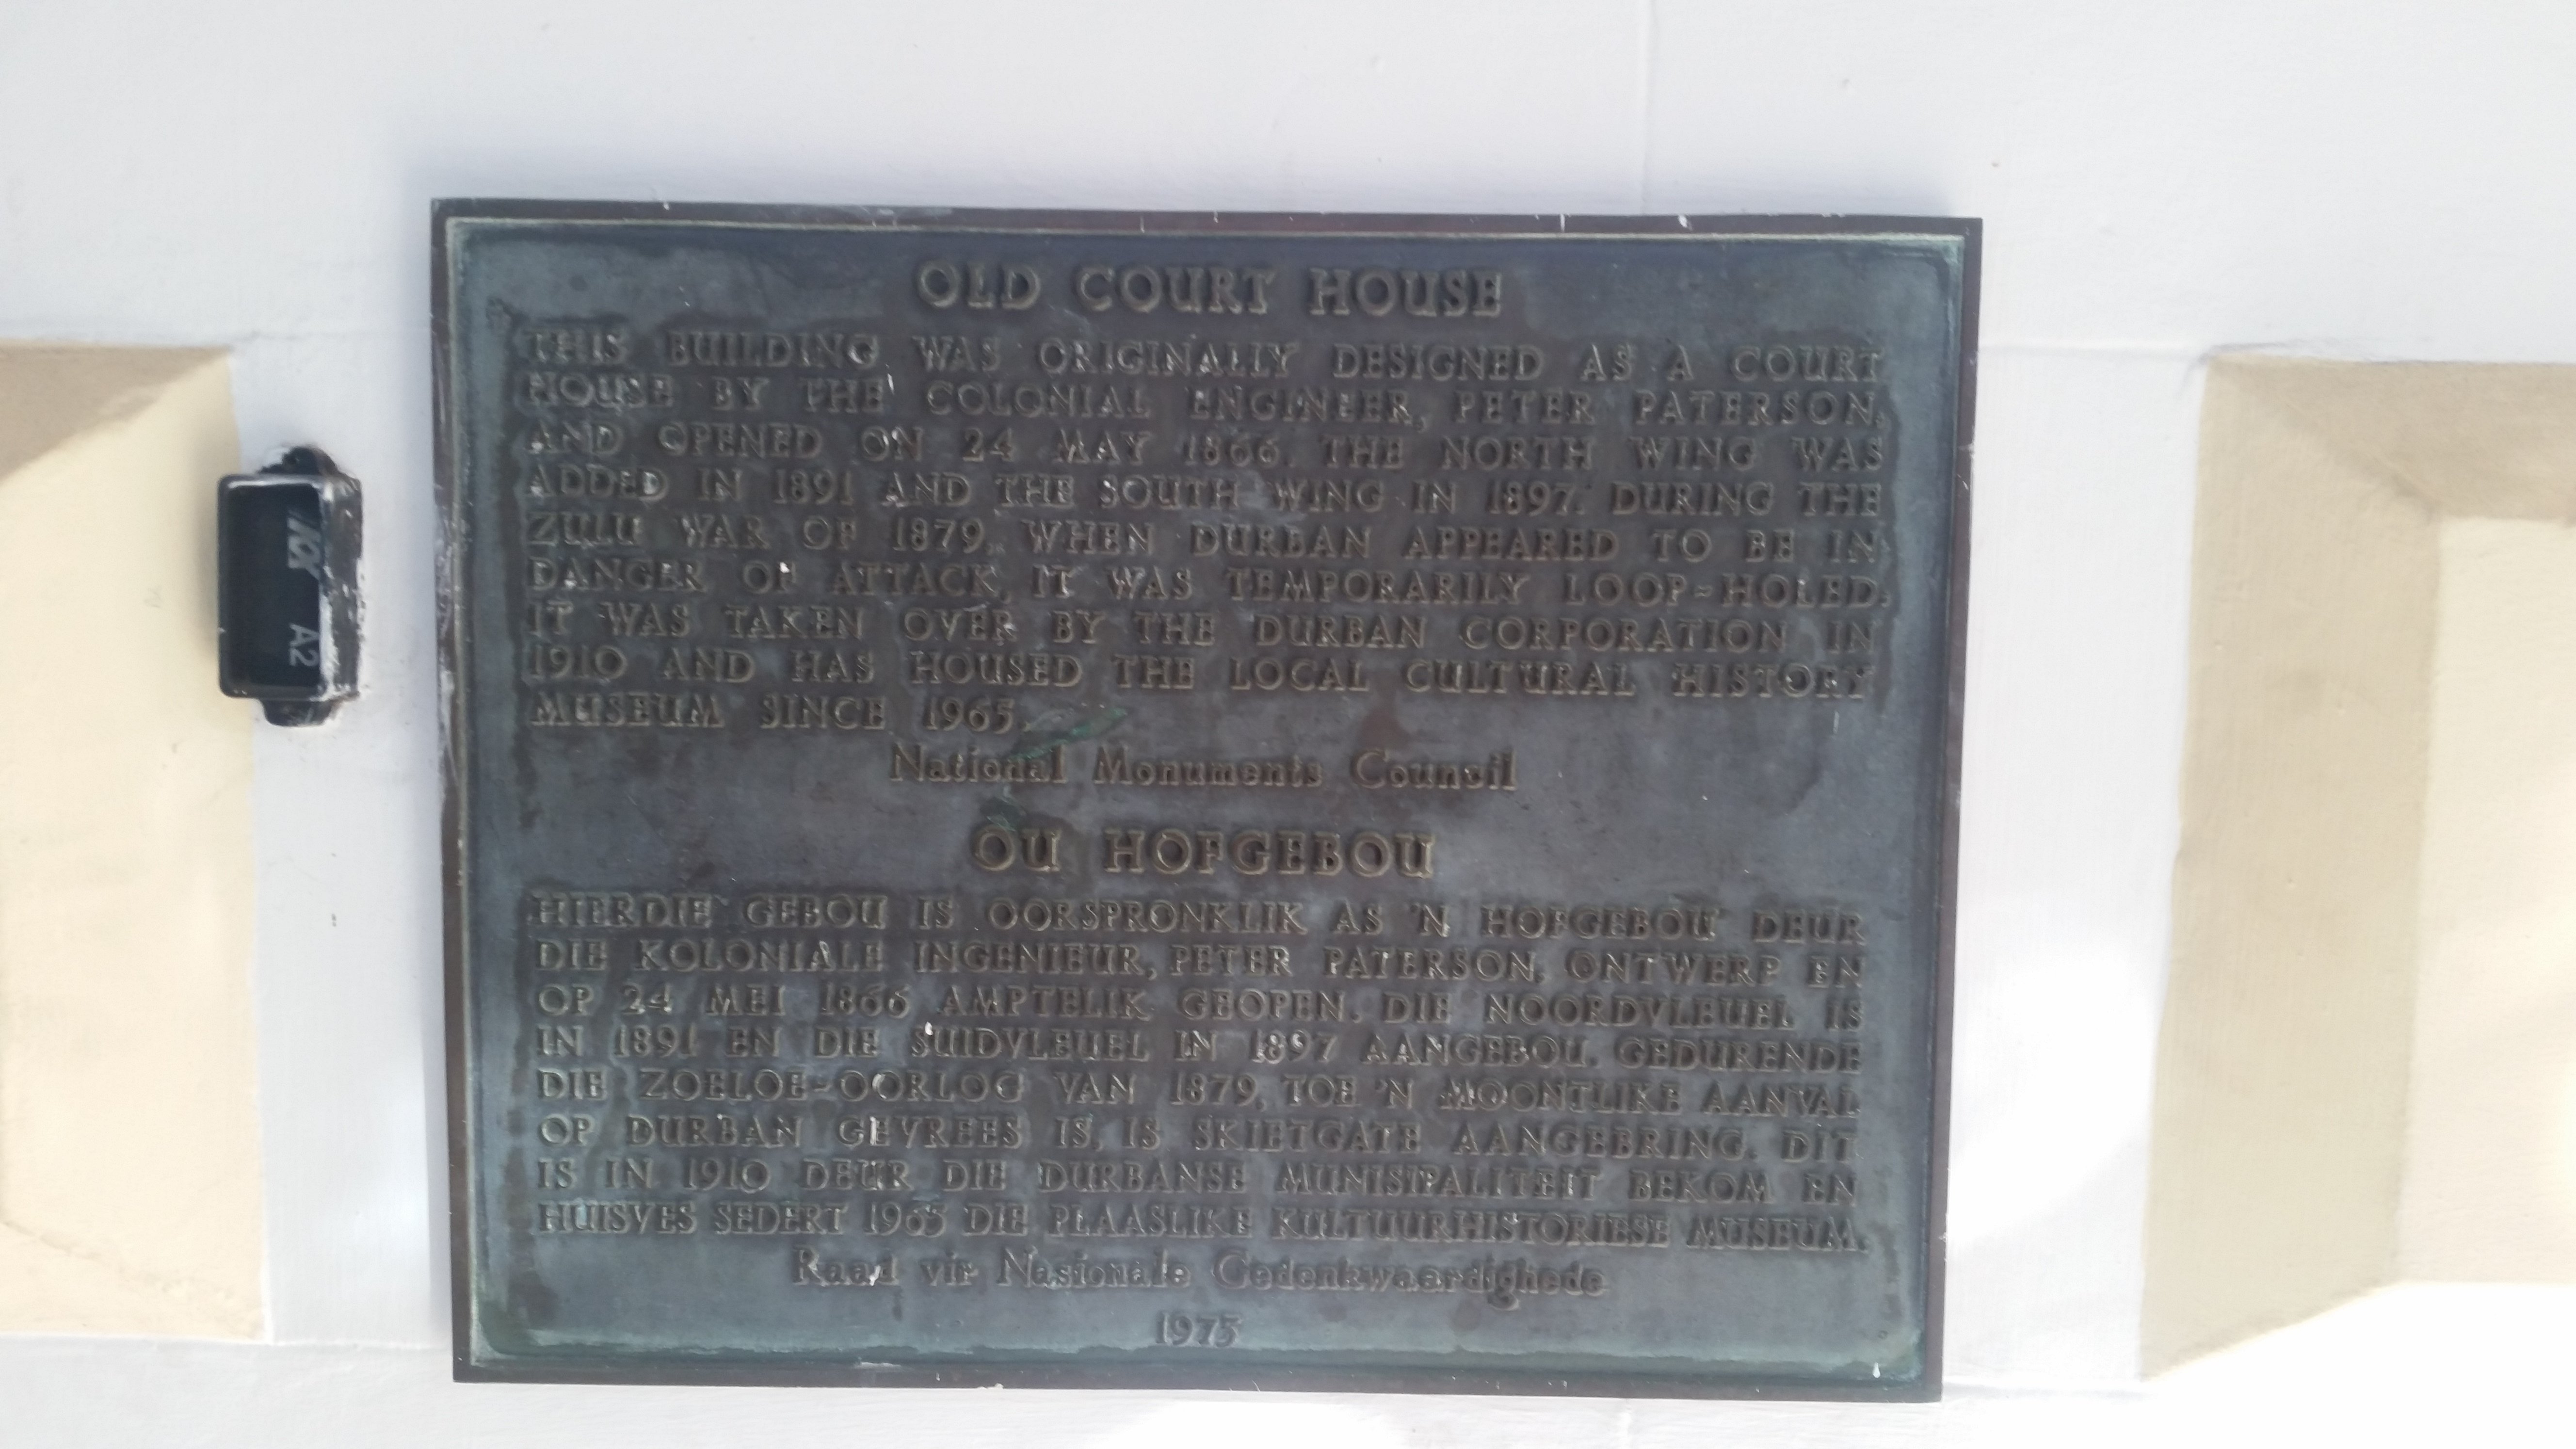 OLD COURT HOUSE
THIS BUILDING WAS ORIGINALLY DESIGNED AS A COURT
HOUSE BY THE COLONIAL ENGINEER, PETER PATERSON,
AND OPENED ON 24 MAY 1866. THE NORTH WING WAS
ADDED IN 1891 AND THE SOUTH WING IN 1897. DURING THE
ZULU WAR OF 1879, WHEN DURBAN APPEARED TO BE IN
DANGER OF ATTACK, IT WAS TEMPORARILY LOOP-HOLED.
IT WAS TAKEN OVER BY THE DURBAN CORPORATION IN
1910 AND HAS HOUSED THE LOCAL CULTURAL HISTORY
MUSEUM SINCE 1965.
National Monuments Council
OU HOFGEBOU
HIERDIE GEBOU IS OORSPRONKLIK AS 'N HOFGEBOU DEUR
DIE KOLONIALE INGENIEUR, PETER PATERSON, ONTWERP EN
OP 24 MEI 1866 AMPTELIK GEOPEN. DIE NOORDVLEUEL IS
IN 1891 EN DIE SUIDVLEUEL IN 1897 AANGEBOU. GEDURENDE
DIE ZOELOE-OORLOG VAN 1879, TOE 'N MOONTLIKE AANVAL
OP DURBAN GEVREES IS, IS SKIETGATE AANGEBRING. DIT
IS IN 1910 DEUR DIE DURBANSE MUNISIPALITEIT BEKOM EN
HUISVES SEDERT 1965 DIE PLAASLIKE KULTUURHISTORIESE MUSEUM.
Raad vir Nasionale Gedenkwaardighede
1975
A2